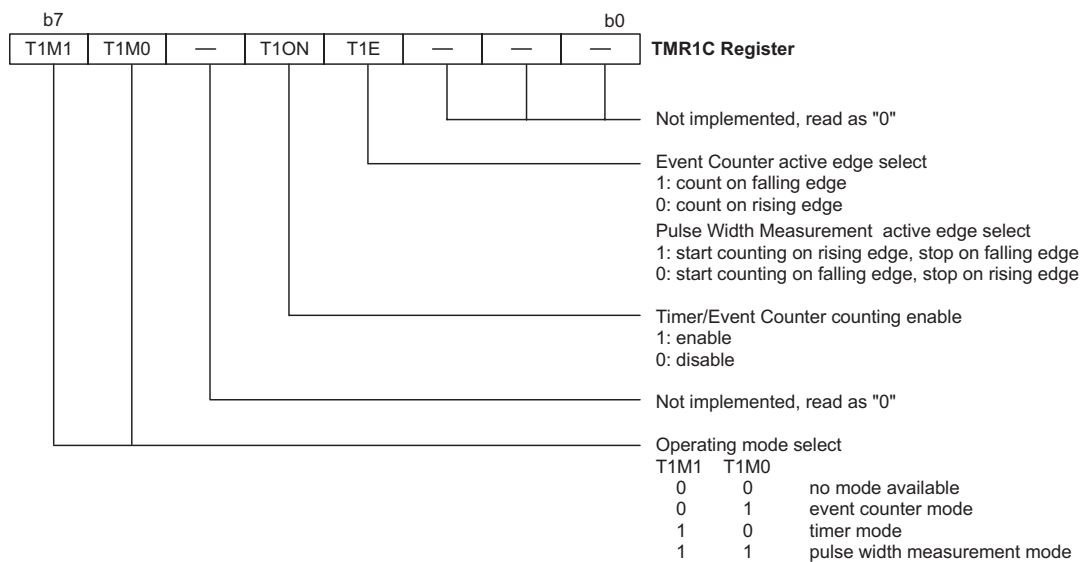 b7 b0
T1M1 T1M0 — T1ON T1E — — — TMR1C Register
Not implemented, read as "0"
Event Counter active edge select
1: count on falling edge
0: count on rising edge
Pulse Width Measurement active edge select
1: start counting on rising edge, stop on falling edge
0: start counting on falling edge, stop on rising edge
Timer/Event Counter counting enable
1: enable
0: disable
Not implemented, read as "0"
Operating mode select
T1M1 T1M0
0 0 no mode available
0 1 event counter mode
1 0 timer mode
1 1 pulse width measurement mode